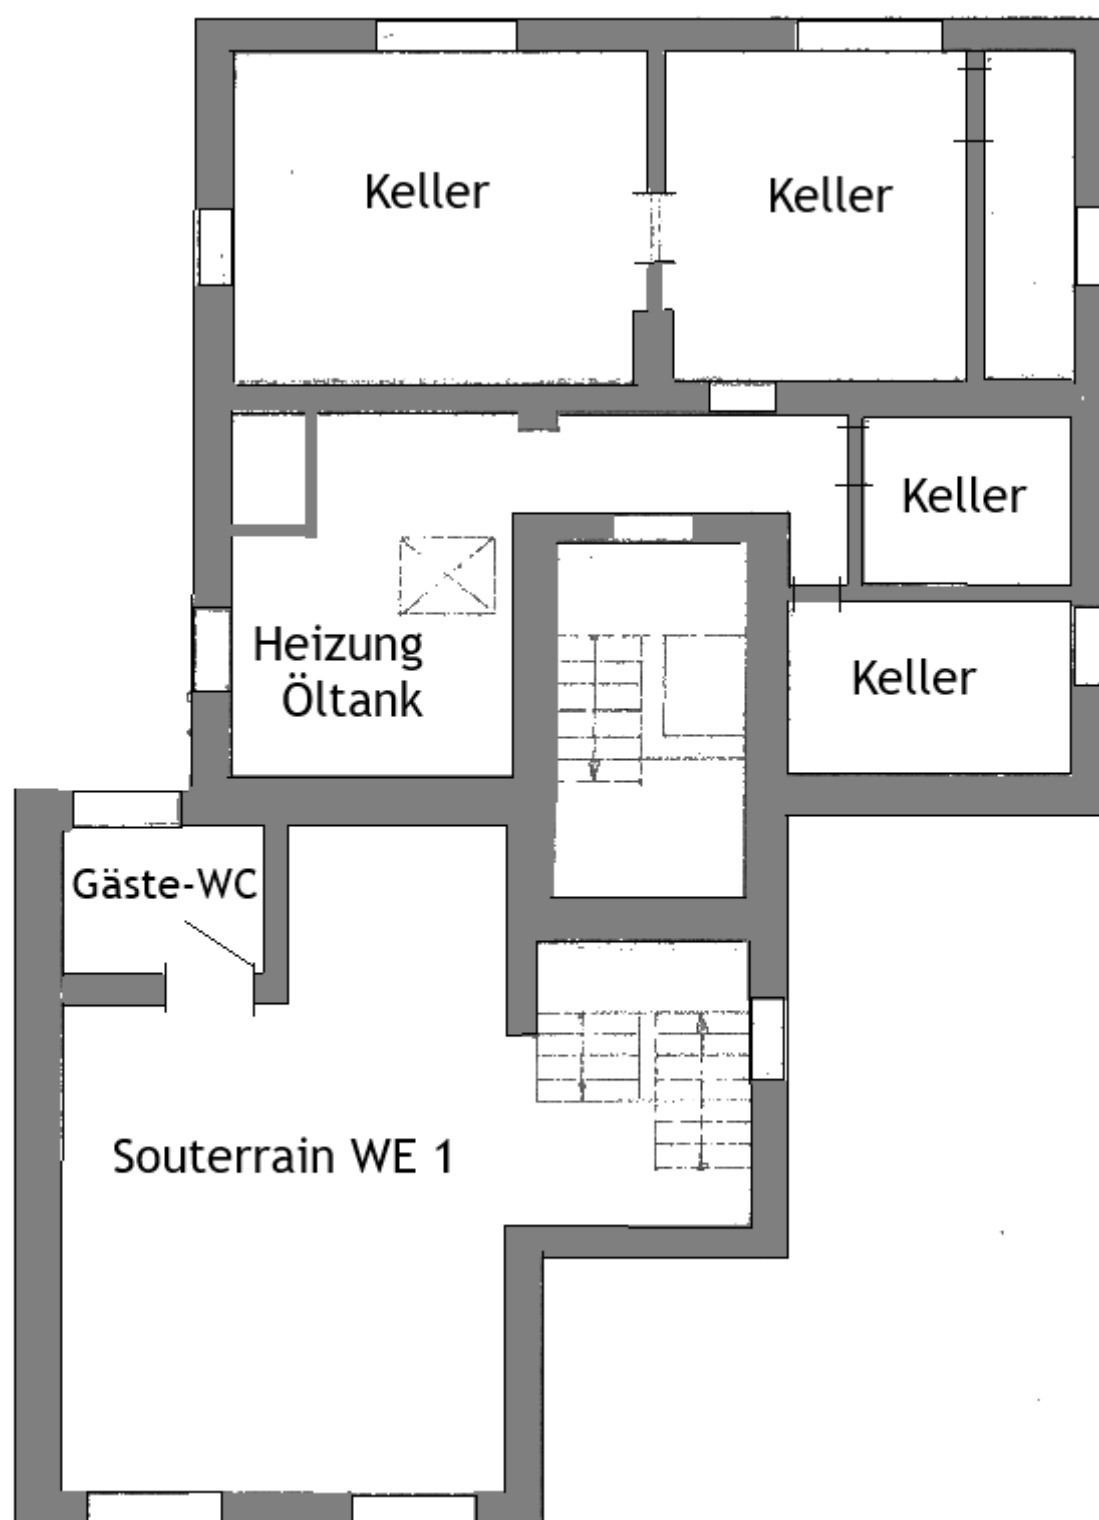 Keller
Keller
Keller
Heizung
Öltank
Keller
Gäste-WC
Souterrain WE 1